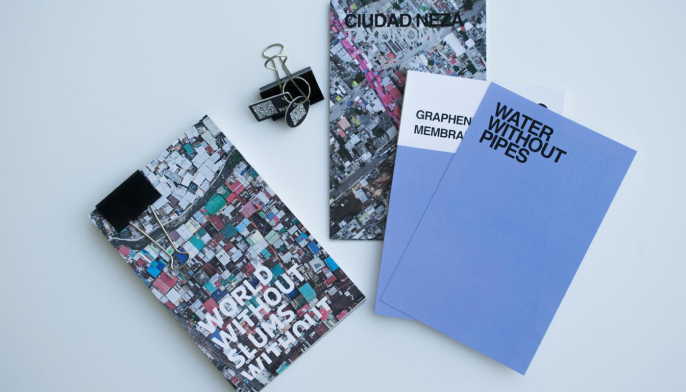 CIUDAD NEZA
GRAPHEN
MEMBRA
WATER
WITHOUT
PIPES
WORLD
WITHOUT
SLUMS
WITHOUT